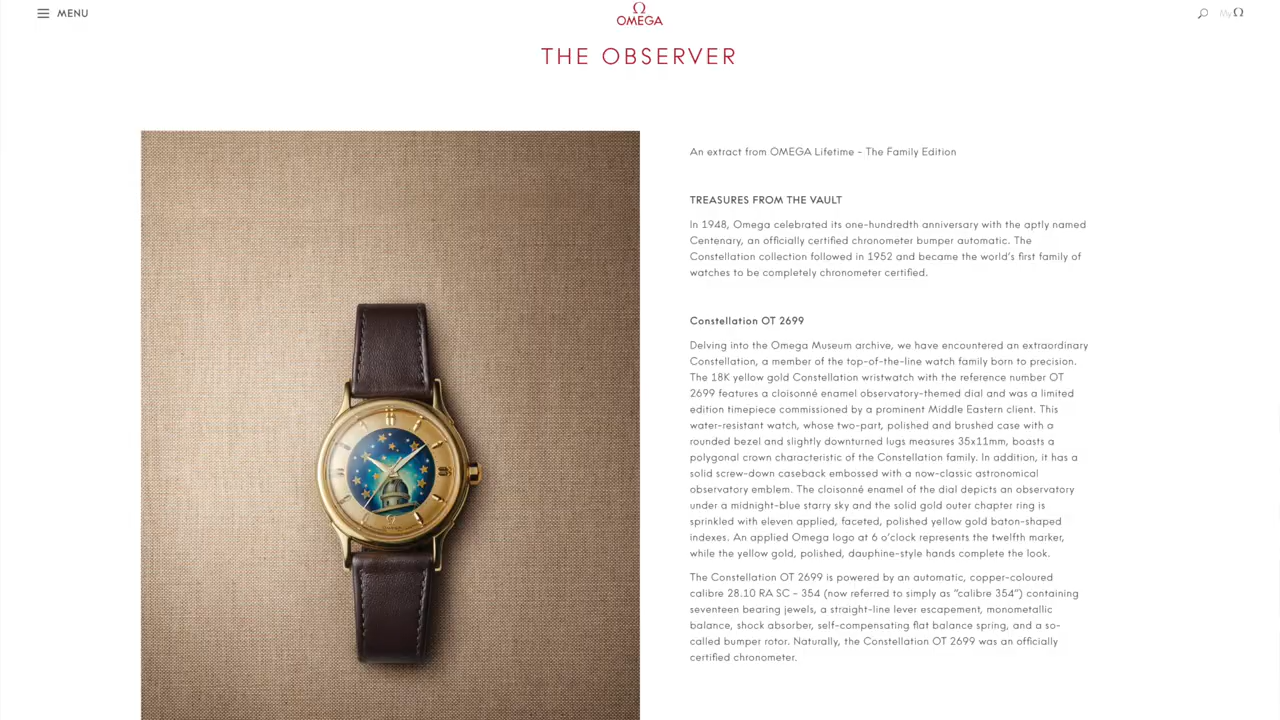 MENU
Ω
OMEGA
My Ω
THE OBSERVER
An extract from OMEGA Lifetime - The Family Edition
TREASURES FROM THE VAULT
In 1948, Omega celebrated its one-hundredth anniversary with the aptly named
Centenary, an officially certified chronometer bumper automatic. The
Constellation collection followed in 1952 and became the world's first family of
watches to be completely chronometer certified.
Constellation OT 2699
Delving into the Omega Museum archive, we have encountered an extraordinary
Constellation, a member of the top-of-the-line watch family born to precision.
The 18K yellow gold Constellation wristwatch with the reference number OT
2699 features a cloisonné enamel observatory-themed dial and was a limited
edition timepiece commissioned by a prominent Middle Eastern client. This
water-resistant watch, whose two-part, polished and brushed case with a
rounded bezel and slightly downturned lugs measures 35x11mm, boasts a
polygonal crown characteristic of the Constellation family. In addition, it has a
solid screw-down caseback embossed with a now-classic astronomical
observatory emblem. The cloisonné enamel of the dial depicts an observatory
under a midnight-blue starry sky and the solid gold outer chapter ring is
sprinkled with eleven applied, faceted, polished yellow gold baton-shaped
indexes. An applied Omega logo at 6 o'clock represents the twelfth marker,
while the yellow gold, polished, dauphine-style hands complete the look.
The Constellation OT 2699 is powered by an automatic, copper-coloured
calibre 28.10 RA SC - 354 (now referred to simply as "calibre 354") containing
seventeen bearing jewels, a straight-line lever escapement, monometallic
balance, shock absorber, self-compensating flat balance spring, and a so-
called bumper rotor. Naturally, the Constellation OT 2699 was an officially
certified chronometer.